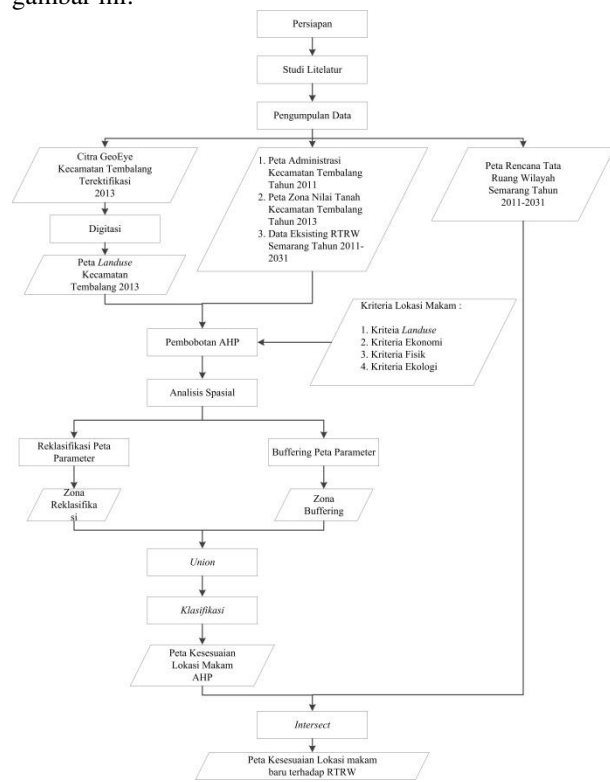 gambar ini.
Persiapan
Studi Litelatur
Pengumpulan Data
Citra GeoEye
Kecamatan Tembalang
Terektifikasi
2013
1. Peta Administrasi
Kecamatan Tembalang
Tahun 2011
2. Peta Zona Nilai Tanah
Kecamatan Tembalang
Tahun 2013
3. Data Eksisting RTRW
Semarang Tahun 2011-
2031
Peta Rencana Tata
Ruang Wilayah
Semarang Tahun
2011-2031
Digitasi
Peta Landuse
Kecamatan
Tembalang 2013
Kriteria Lokasi Makam :
1. Kriteia Landuse
2. Kriteria Ekonomi
3. Kriteria Fisik
4. Kriteria Ekologi
Pembobotan AHP
Analisis Spasial
Reklasifikasi Peta
Parameter
Buffering Peta Parameter
Zona
Reklasifika
si
Zona
Buffering
Union
Klasifikasi
Peta Kesesuaian
Lokasi Makam
AHP
Intersect
Peta Kesesuaian Lokasi makam
baru terhadap RTRW